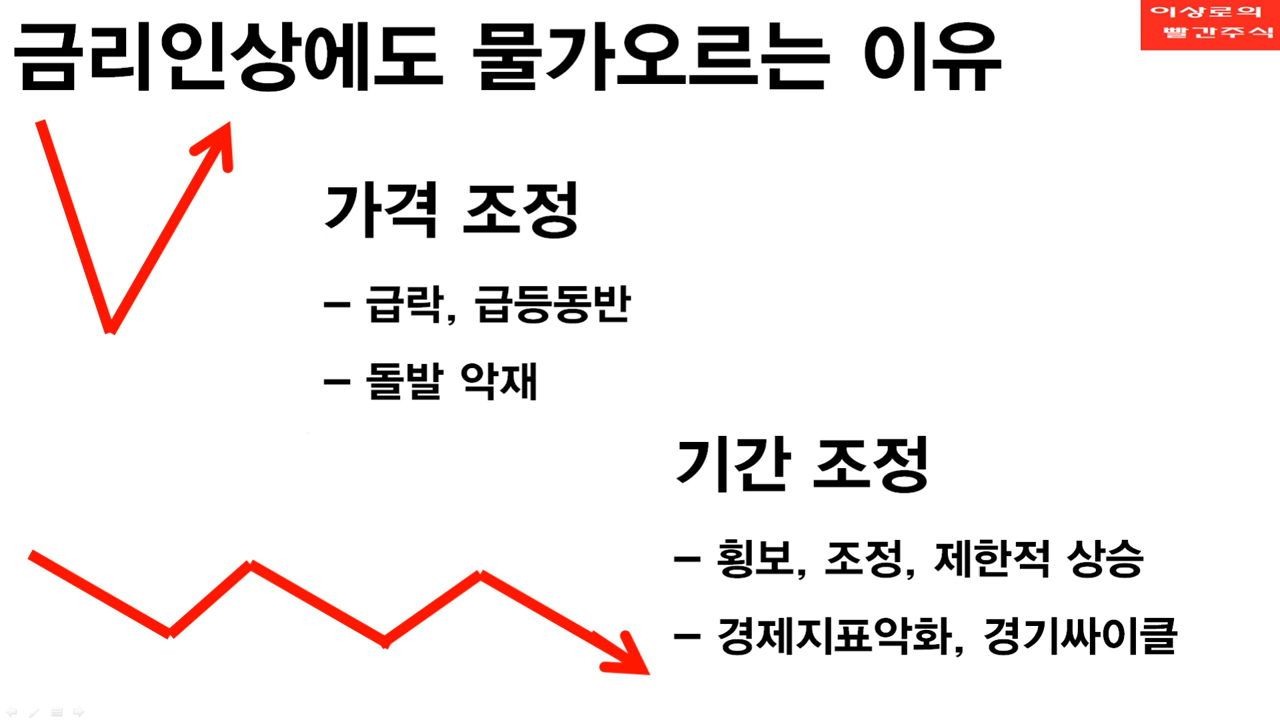 금리인상에도 물가오르는 이유
이상로의
빨간주식
가격 조정
– 급락, 급등동반
– 돌발 악재
기간 조정
– 횡보, 조정, 제한적 상승
– 경제지표악화, 경기싸이클